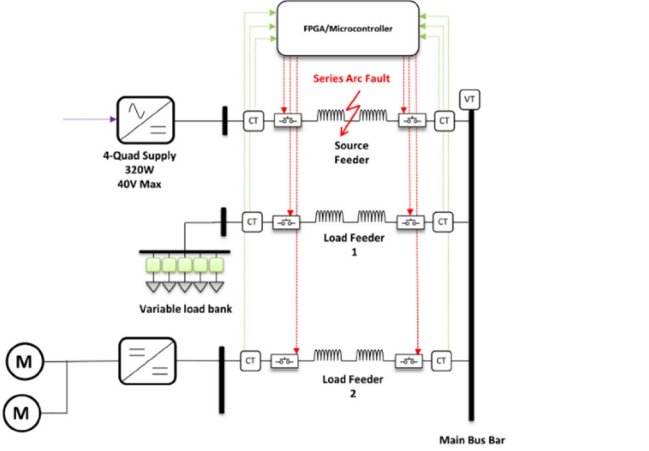 FPGA/Microcontroller
Series Arc Fault
VT
CT
CT
Source
Feeder
4-Quad Supply
320W
40V Max
CT
CT
Load Feeder
1
Variable load bank
M
CT
CT
Load Feeder
2
M
Main Bus Bar